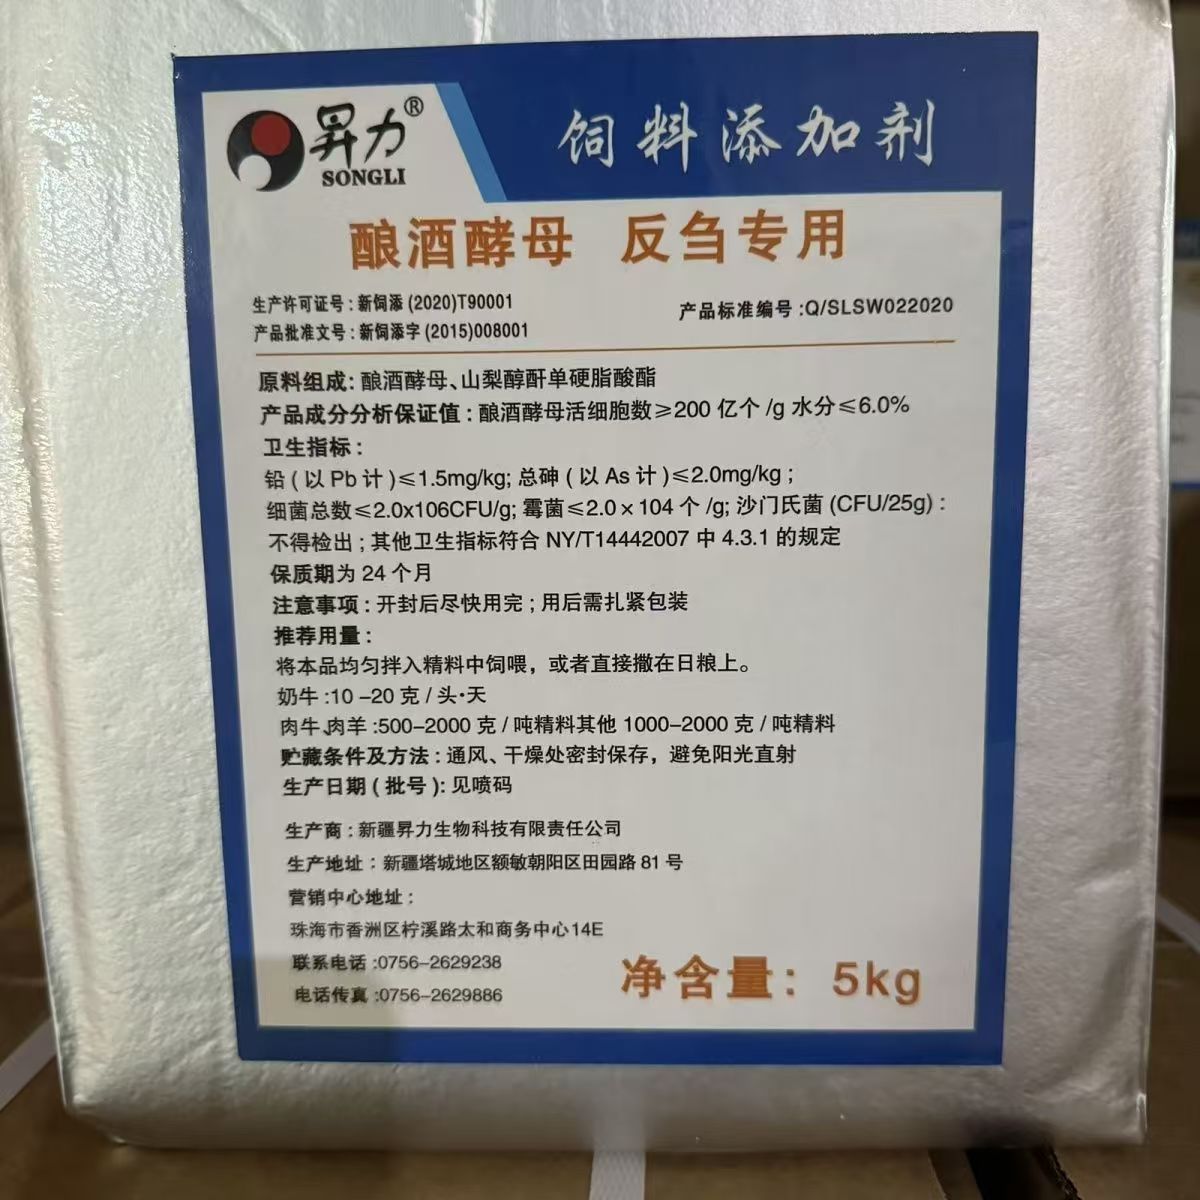 昇力®
SONGLI
饲料添加剂
酿酒酵母 反刍专用
生产许可证号:新饲添(2020)T90001
产品批准文号:新饲添字(2015)008001
产品标准编号:Q/SLSW022020
原料组成:酿酒酵母、山梨醇酐单硬脂酸酯
产品成分分析保证值:酿酒酵母活细胞数≥200亿个/g水分≤6.0%
卫生指标:
铅(以Pb计)≤1.5mg/kg;总砷(以As计)≤2.0mg/kg;
细菌总数≤2.0x106CFU/g;霉菌≤2.0×104个/g;沙门氏菌(CFU/25g):
不得检出;其他卫生指标符合NY/T14442007中4.3.1的规定
保质期为24个月
注意事项:开封后尽快用完;用后需扎紧包装
推荐用量:
将本品均匀拌入精料中饲喂，或者直接撒在日粮上。
奶牛:10-20克/头·天
肉牛、肉羊:500-2000克/吨精料其他1000-2000克/吨精料
贮藏条件及方法:通风、干燥处密封保存，避免阳光直射
生产日期(批号):见喷码
生产商:新疆昇力生物科技有限责任公司
生产地址:新疆塔城地区额敏朝阳区田园路81号
营销中心地址:
珠海市香洲区柠溪路太和商务中心14E
联系电话:0756-2629238
电话传真:0756-2629886
净含量:5kg